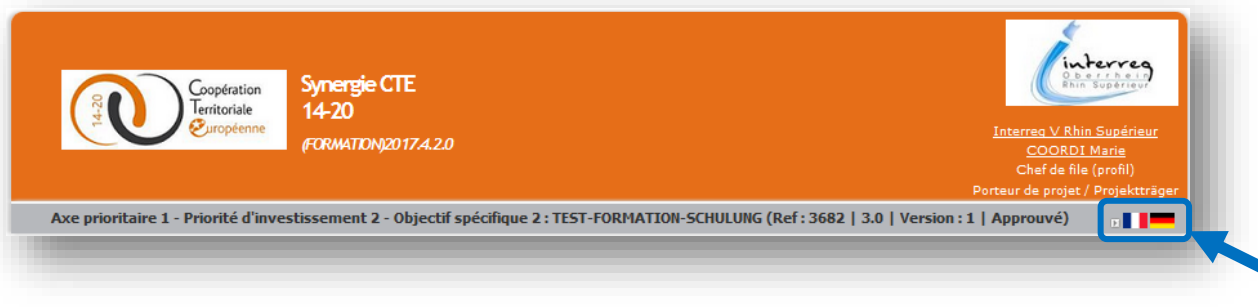 14-20
Coopération
Territoriale
Européenne
Synergie CTE
14-20
(FORMATION)2017.4.2.0
interreg
Oberrhein
Rhin Supérieur
Interreg V Rhin Supérieur
COORDI Marie
Chef de file (profil)
Porteur de projet / Projektträger
Axe prioritaire 1 - Priorité d'investissement 2 - Objectif spécifique 2 : TEST-FORMATION-SCHULUNG (Ref : 3682 | 3.0 | Version : 1 | Approuvé)